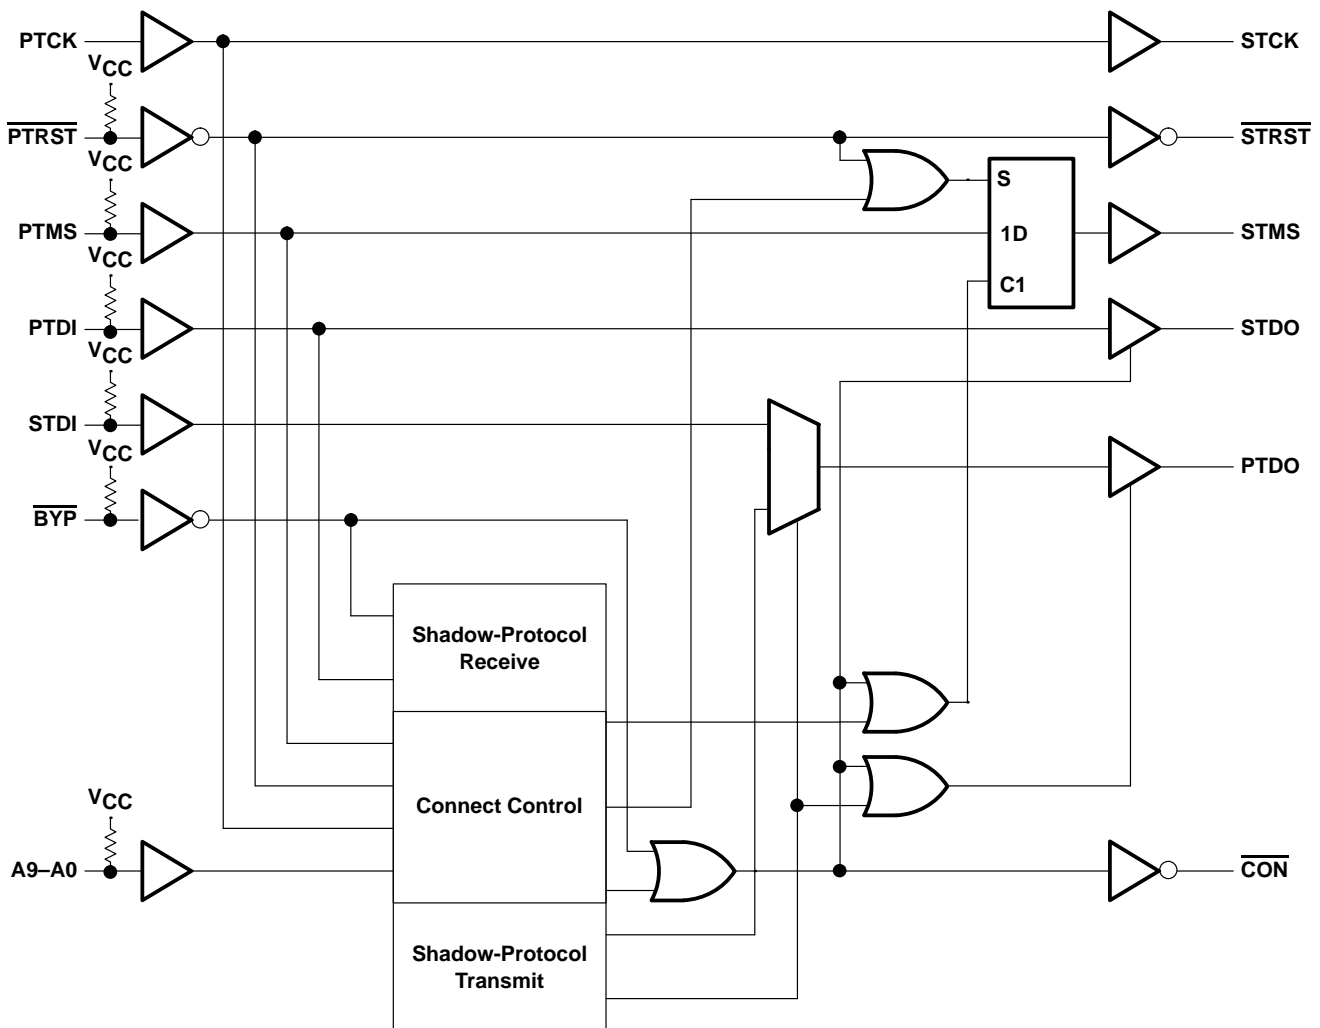 PTCK
STCK
VCC
PTRST
STRST
VCC
S
PTMS
1D
STMS
VCC
C1
PTDI
STDO
VCC
STDI
VCC
PTDO
BYP
Shadow-Protocol
Receive
VCC
Connect Control
A9–A0
CON
Shadow-Protocol
Transmit